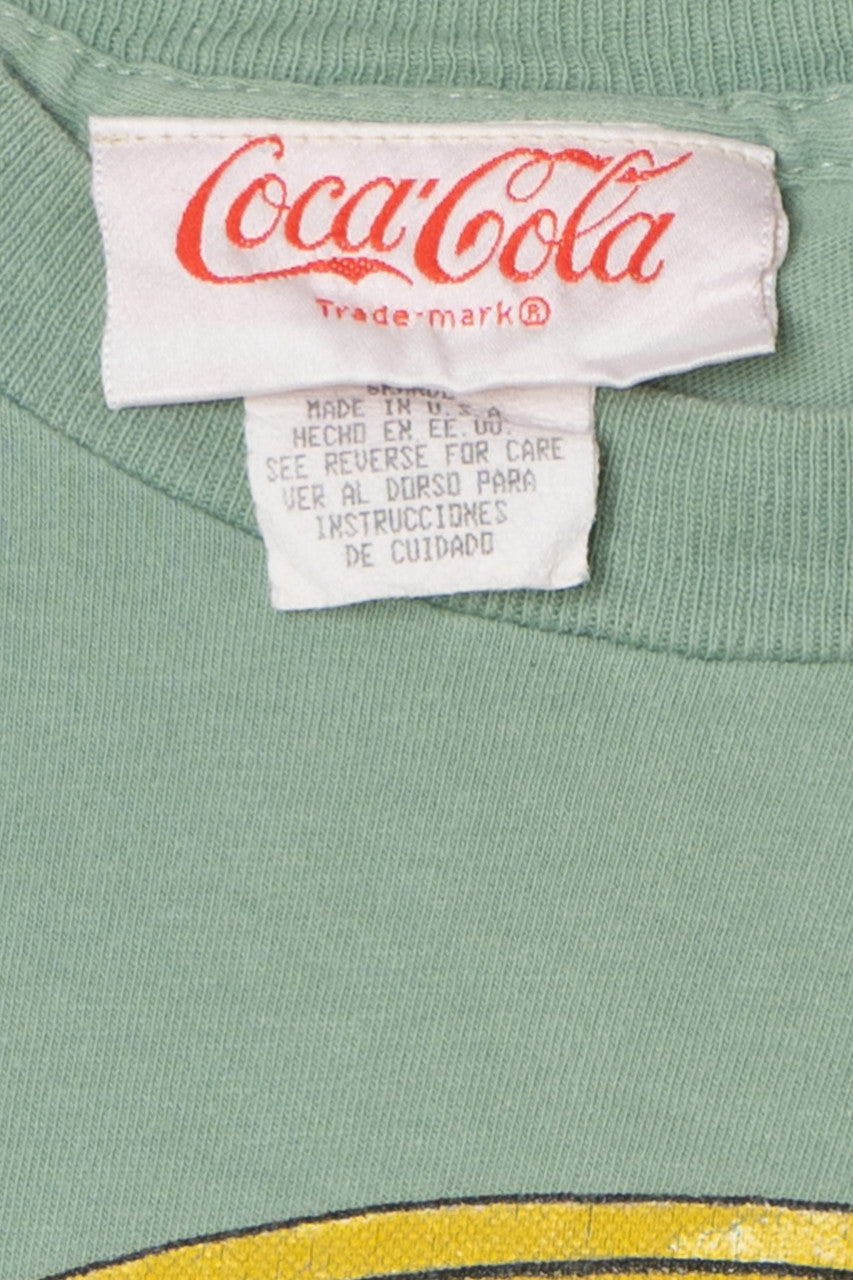 Coca-Cola
Trade-mark®
MADE IN U.S.A.
HECHO EN EE.UU.
SEE REVERSE FOR CARE
VER AL DORSO PARA
INSTRUCCIONES
DE CUIDADO